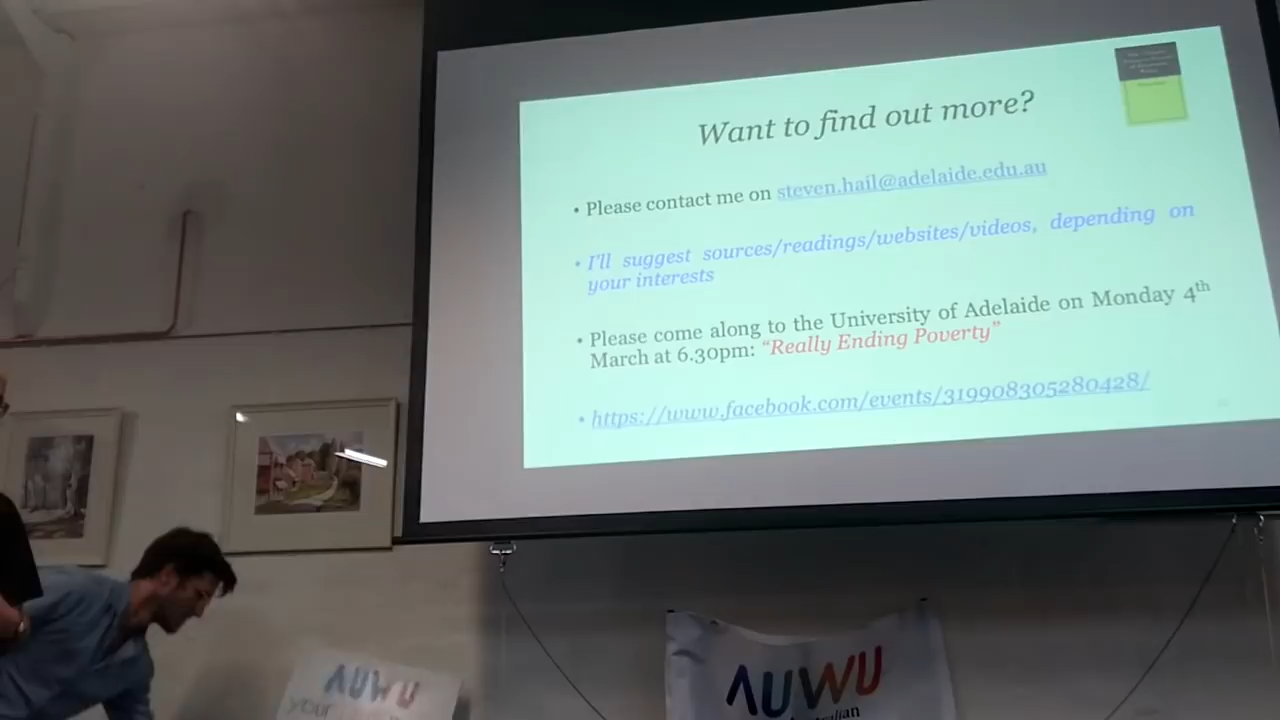 Want to find out more?
• Please contact me on steven.hail@adelaide.edu.au
• I'll suggest sources/readings/websites/videos, depending on
your interests
• Please come along to the University of Adelaide on Monday 4th
March at 6.30pm: “Really Ending Poverty”
• https://www.facebook.com/events/319908305280428/
AUWU
your
AUWU